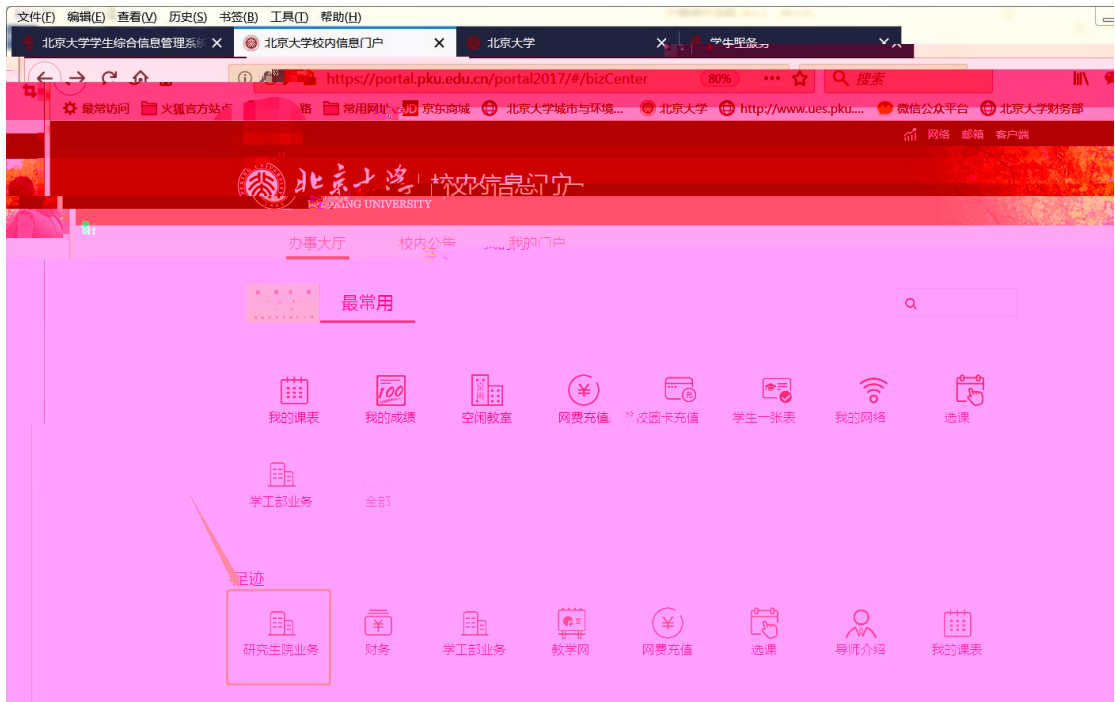 文件(F) 编辑(E) 查看(V) 历史(S) 书签(B) 工具(T) 帮助(H)
北京大学学生综合信息管理系统 北京大学校内信息门户 北京大学
https://portal.pku.edu.cn/portal2017/#/bizCenter 80% 搜索
最常访问 火狐官方站点 常用网址 JD 京东商城 北京大学城市与环境... 北京大学 http://www.ues.pku.... 微信公众平台 北京大学财务部
网络 邮箱 客户端
北京大学 校内信息门户
PEKING UNIVERSITY
办事大厅 校内公告 我的门户
最常用
100 空闲
我的课表 我的成绩 空闲教室 网费充值 校园卡充值 学生一张表 我的网络 选课
学工部业务 全部
足迹
研究生院业务 财务 学工部业务 教学网 网费充值 选课 导师介绍 我的课表